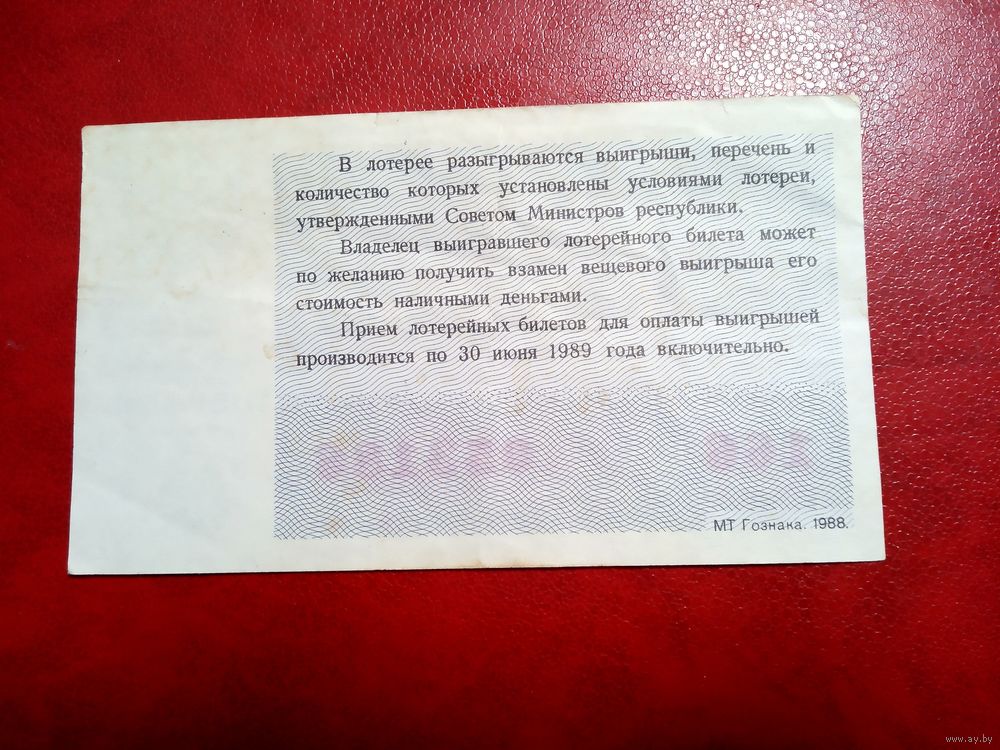 В лотерее разыгрываются выигрыши, перечень и
количество которых установлены условиями лотереи,
утвержденными Советом Министров республики.
Владелец выигравшего лотерейного билета может
по желанию получить взамен вещевого выигрыша его
стоимость наличными деньгами.
Прием лотерейных билетов для оплаты выигрышей
производится по 30 июня 1989 года включительно.
МТ Гознака. 1988.
www.ay.by